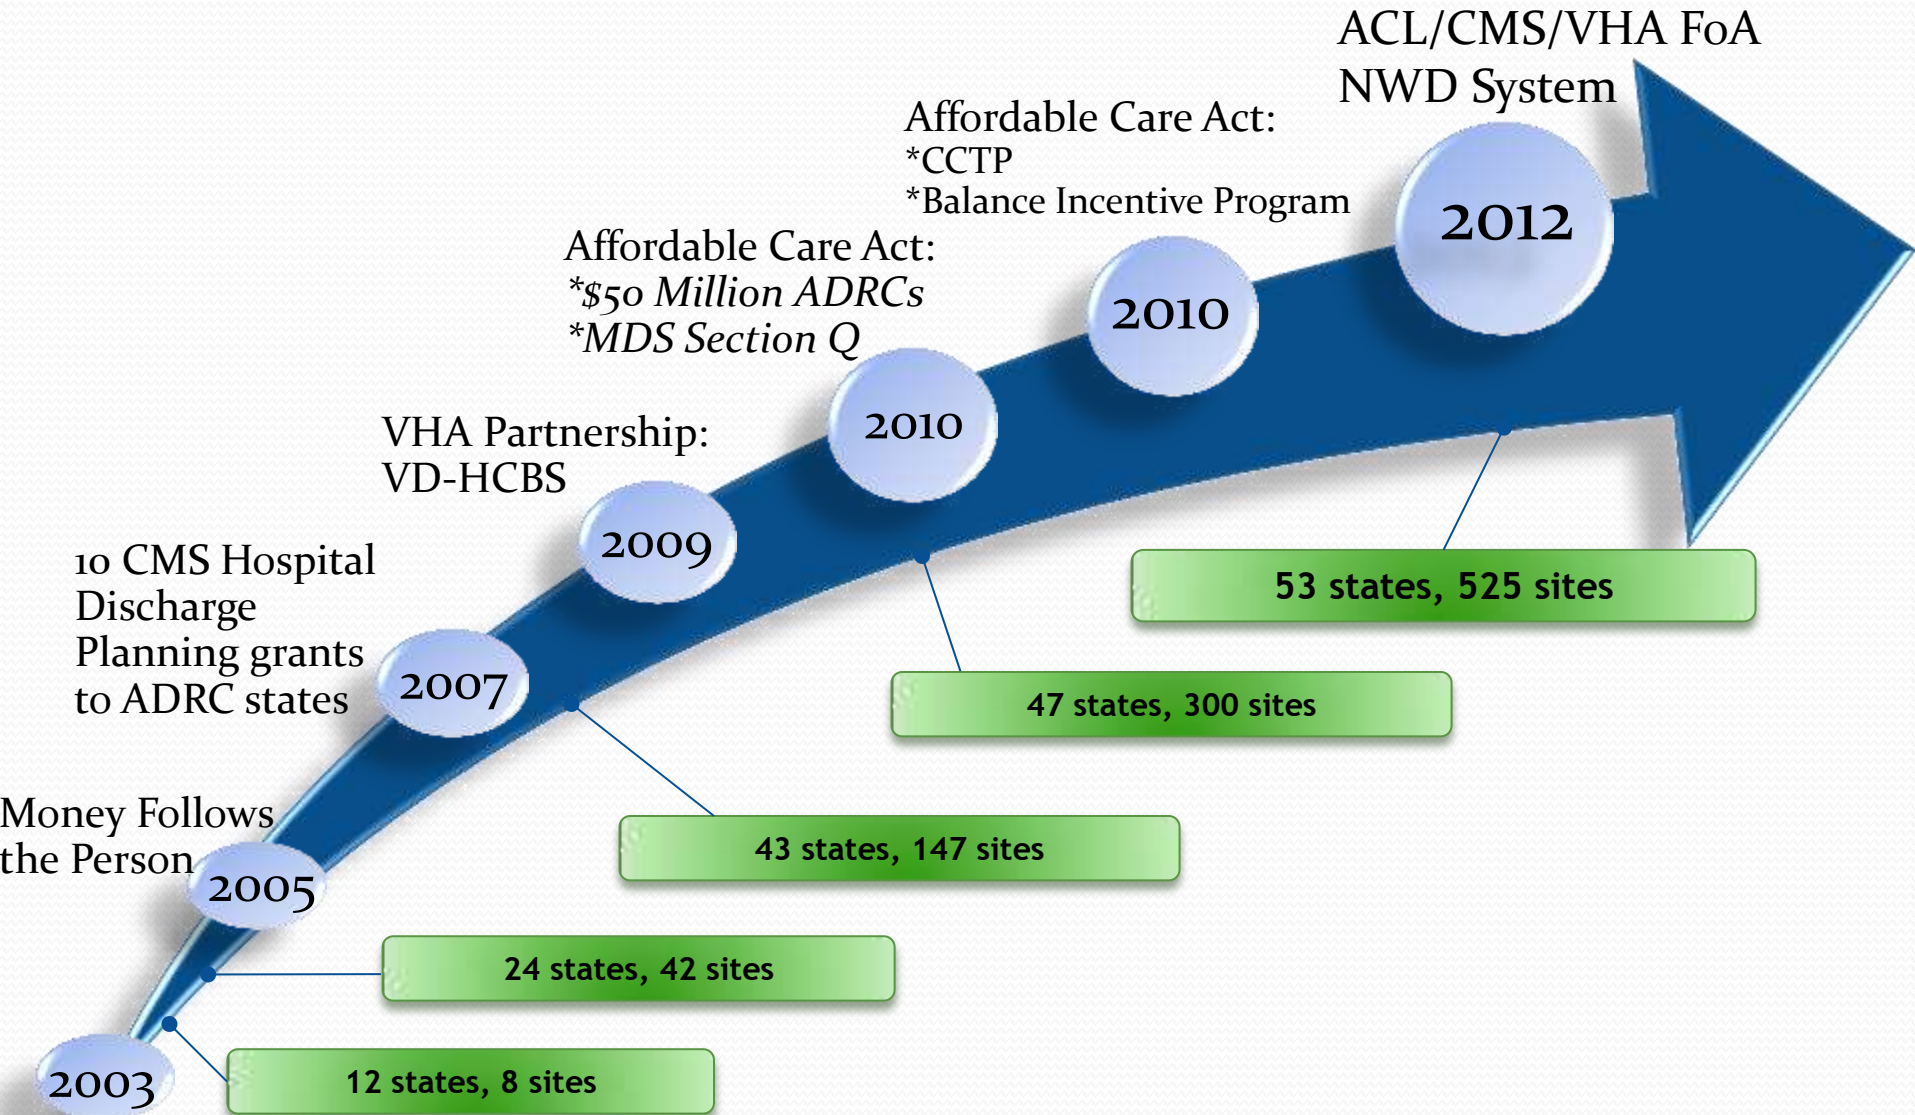 ACL/CMS/VHA FoA
NWD System
Affordable Care Act:
*CCTP
*Balance Incentive Program
2012
Affordable Care Act:
*$50 Million ADRCs
*MDS Section Q
2010
2010
VHA Partnership:
VD-HCBS
2009
10 CMS Hospital
Discharge
Planning grants
to ADRC states
2007
Money Follows
the Person
2005
2003
53 states, 525 sites
47 states, 300 sites
43 states, 147 sites
24 states, 42 sites
12 states, 8 sites